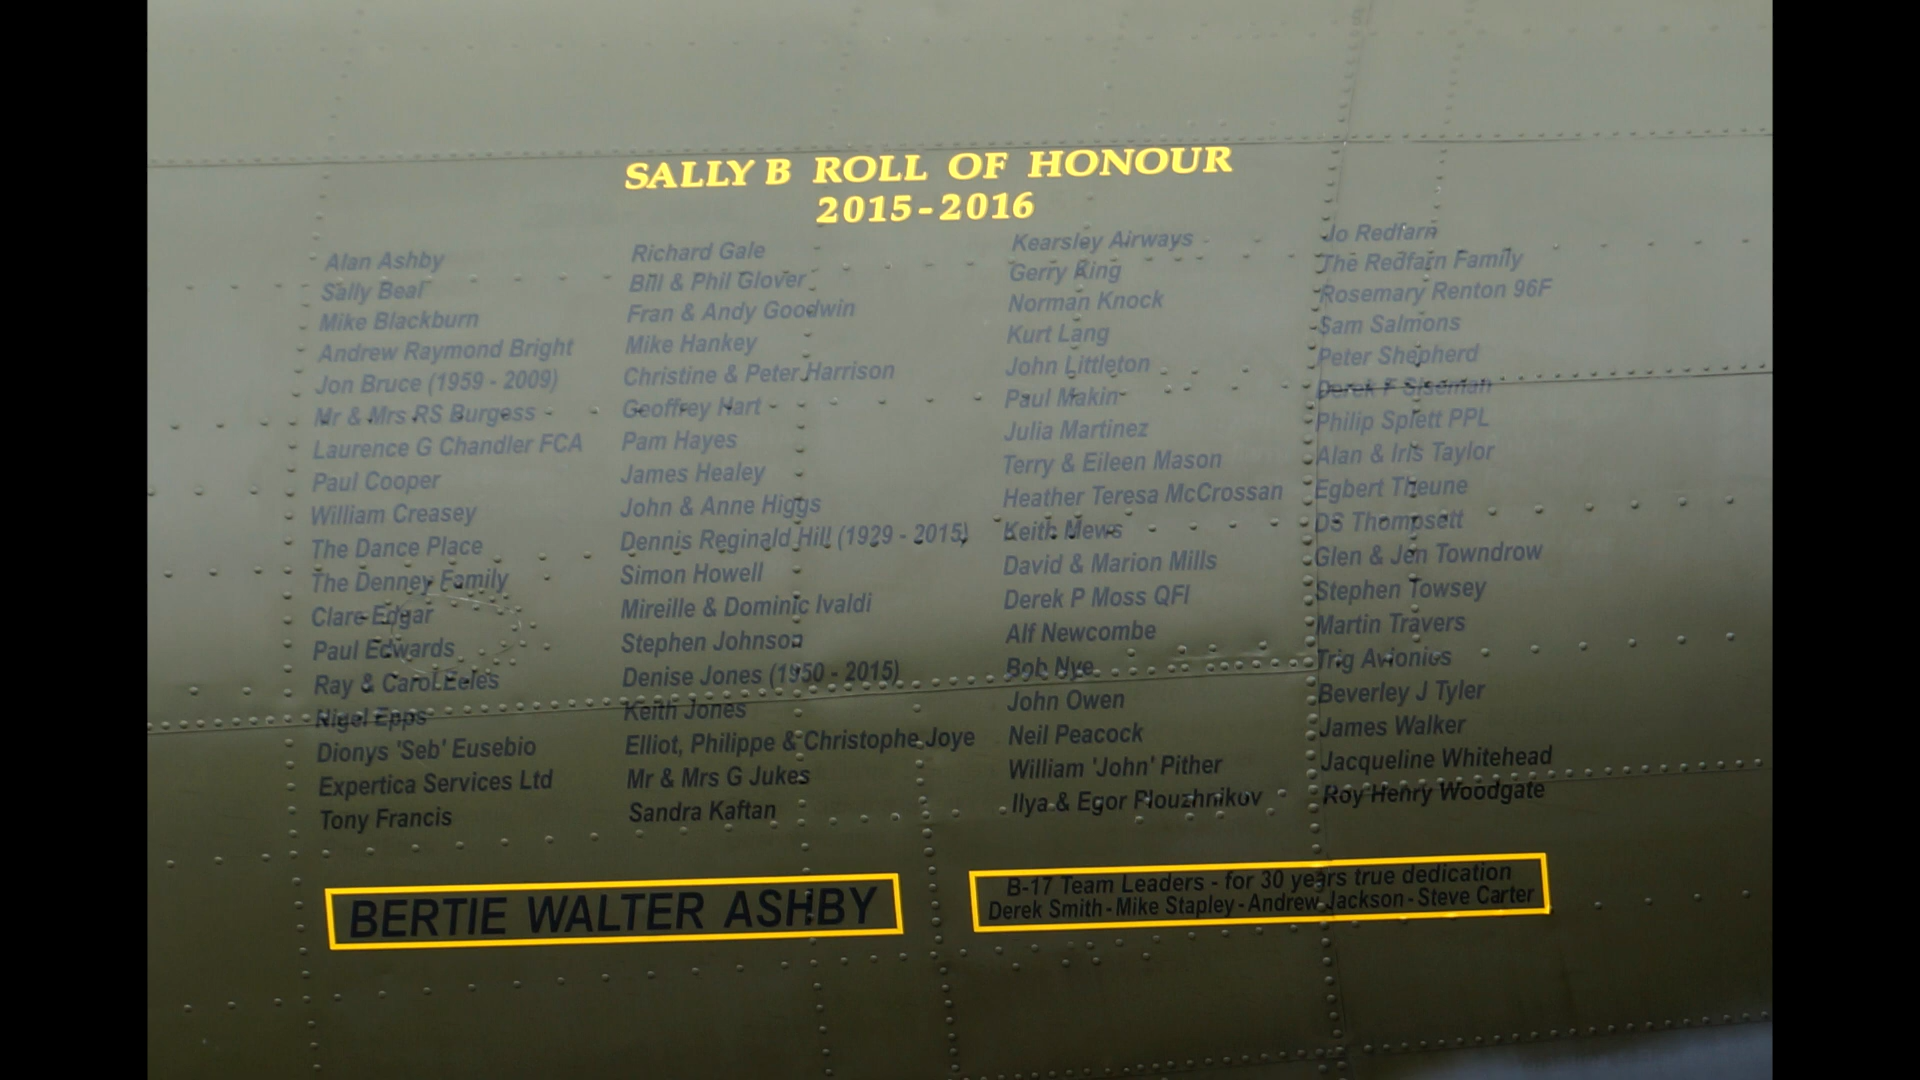 SALLY B ROLL OF HONOUR
2015-2016
Alan Ashby
Sally Beal
Mike Blackburn
Andrew Raymond Bright
Jon Bruce (1959 - 2009)
Mr & Mrs RS Burgess
Laurence G Chandler FCA
Paul Cooper
William Creasey
The Dance Place
The Denney Family
Clare Edgar
Paul Edwards
Ray & Carol Eeles
Nigel Epps
Dionys 'Seb' Eusebio
Expertica Services Ltd
Tony Francis
Richard Gale
Bill & Phil Glover
Fran & Andy Goodwin
Mike Hankey
Christine & Peter Harrison
Geoffrey Hart
Pam Hayes
James Healey
John & Anne Higgs
Dennis Reginald Hill (1929 - 2015)
Simon Howell
Mireille & Dominic Ivaldi
Stephen Johnson
Denise Jones (1950 - 2015)
Keith Jones
Elliot, Philippe & Christophe Joye
Mr & Mrs G Jukes
Sandra Kaftan
Kearsley Airways
Gerry King
Norman Knock
Kurt Lang
John Littleton
Paul Makin
Julia Martinez
Terry & Eileen Mason
Heather Teresa McCrossan
Keith Mews
David & Marion Mills
Derek P Moss QFI
Alf Newcombe
Bob Nye
John Owen
Neil Peacock
William 'John' Pither
Ilya & Egor Plouzhnikov
Jo Redfarn
The Redfarn Family
Rosemary Renton 96F
Sam Salmons
Peter Shepherd
Derek F Siseman
Philip Splett PPL
Alan & Iris Taylor
Egbert Theune
DS Thompsett
Glen & Jen Towndrow
Stephen Towsey
Martin Travers
Trig Avionics
Beverley J Tyler
James Walker
Jacqueline Whitehead
Roy Henry Woodgate
BERTIE WALTER ASHBY
B-17 Team Leaders - for 30 years true dedication
Derek Smith - Mike Stapley - Andrew Jackson - Steve Carter